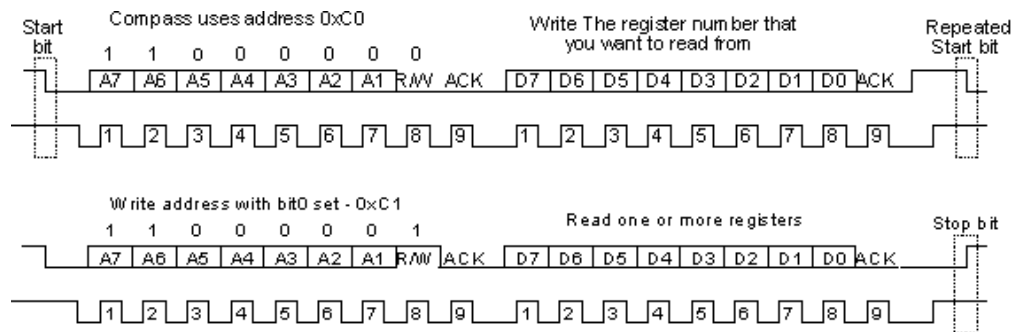 Start
bit
Compass uses address 0xC0
1 1 0 0 0 0 0 0
Write The register number that
you want to read from
Repeated
Start bit
A7 A6 A5 A4 A3 A2 A1 R/W ACK D7 D6 D5 D4 D3 D2 D1 D0 ACK
1 2 3 4 5 6 7 8 9 1 2 3 4 5 6 7 8 9
Write address with bit0 set - 0xC1
1 1 0 0 0 0 0 1
Read one or more registers
Stop bit
A7 A6 A5 A4 A3 A2 A1 R/W ACK D7 D6 D5 D4 D3 D2 D1 D0 ACK
1 2 3 4 5 6 7 8 9 1 2 3 4 5 6 7 8 9